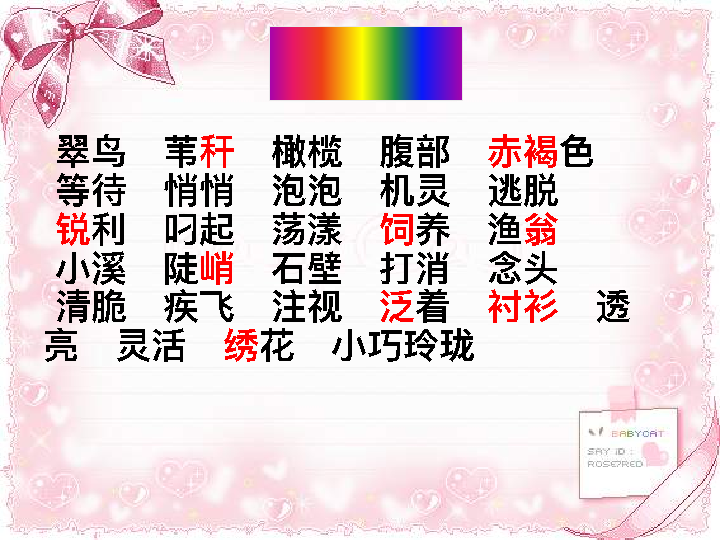 翠鸟 苇秆 橄榄 腹部 赤褐色
等待 悄悄 泡泡 机灵 逃脱
锐利 叼起 荡漾 饲养 渔翁
小溪 陡峭 石壁 打消 念头
清脆 疾飞 注视 泛着 衬衫 透
亮 灵活 绣花 小巧玲珑
BABYCAT
SAY ID:
ROSE7RED